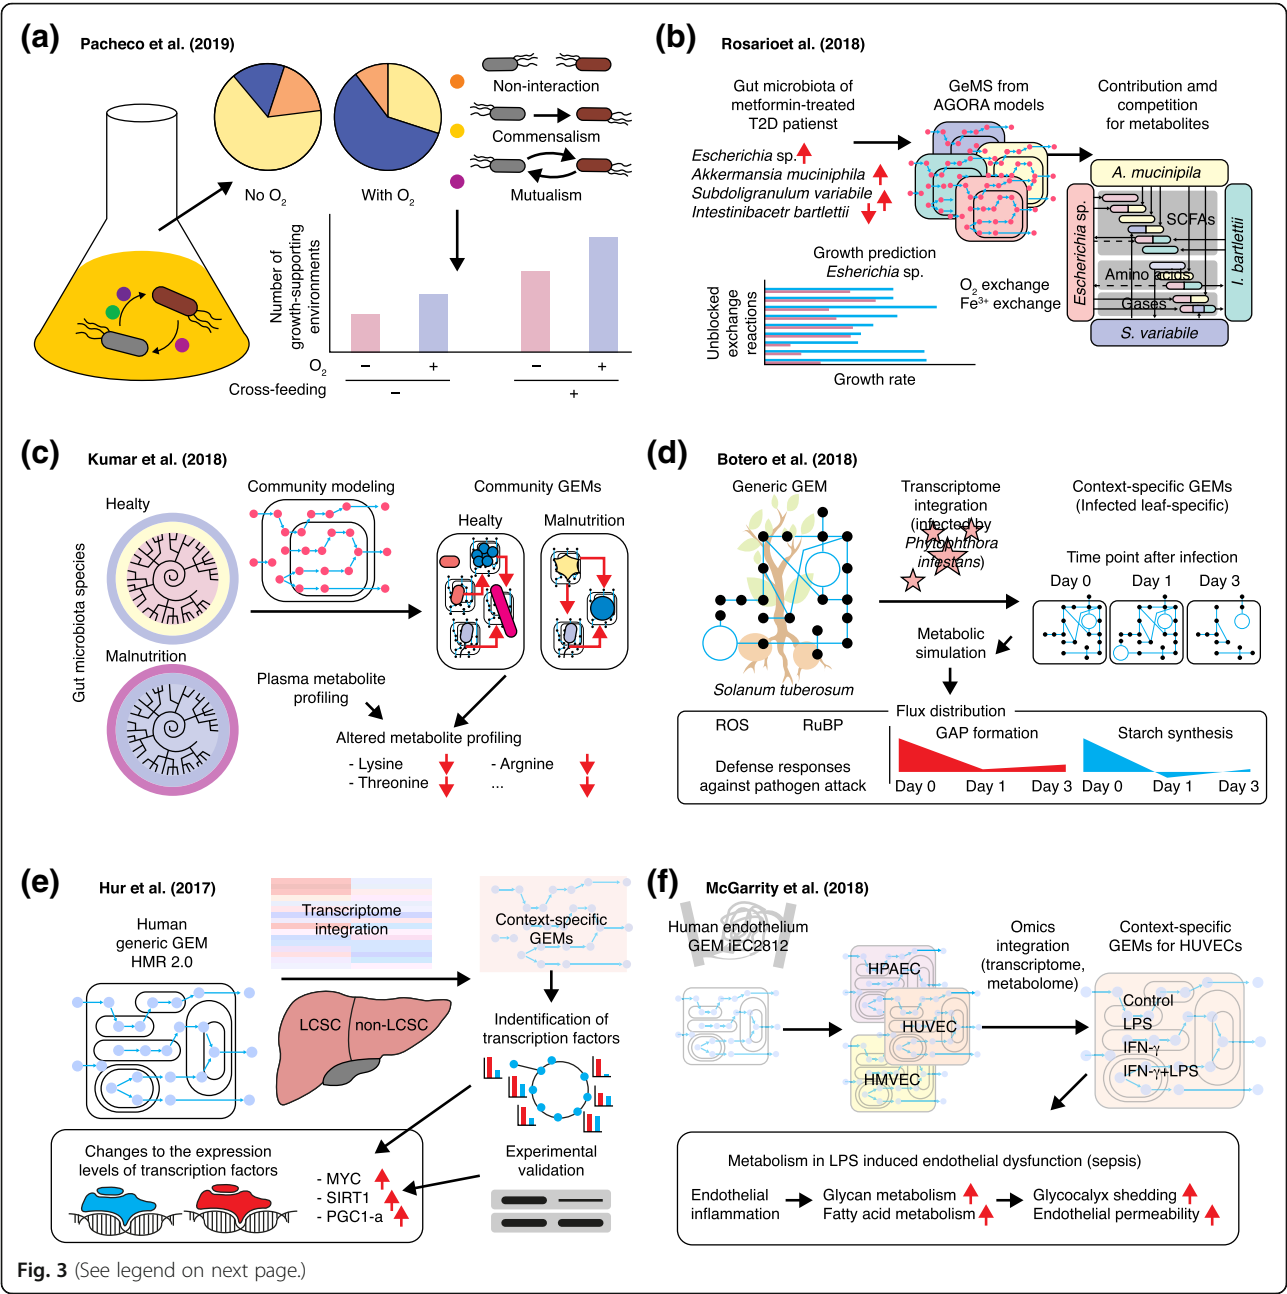 (a) Pacheco et al. (2019)
No O2
With O2
Non-interaction
Commensalism
Mutualism
Number of
growth-supporting
environments
O2 – + – +
Cross-feeding – +
(b) Rosarioet al. (2018)
Gut microbiota of
metformin-treated
T2D patienst
Escherichia sp.
Akkermansia muciniphila
Subdoligranulum variabile
Intestinibacetr bartlettii
GeMS from
AGORA models
Contribution and
competition
for metabolites
A. mucinipila
Escherichia sp.
SCFAs
Amino acids
Gases
I. bartlettii
S. variabile
Growth prediction
Esherichia sp.
O2 exchange
Fe3+ exchange
Unblocked
exchange
reactions
Growth rate
(c) Kumar et al. (2018)
Gut microbiota species
Healty
Malnutrition
Community modeling
Community GEMs
Healty
Malnutrition
Plasma metabolite
profiling
Altered metabolite profiling
- Lysine
- Argnine
- Threonine
...
(d) Botero et al. (2018)
Generic GEM
Solanum tuberosum
Transcriptome
integration
(infected by
Phytophthora
infestans)
Context-specific GEMs
(Infected leaf-specific)
Time point after infection
Day 0 Day 1 Day 3
Metabolic
simulation
Flux distribution
ROS RuBP
Defense responses
against pathogen attack
GAP formation
Day 0 Day 1 Day 3
Starch synthesis
Day 0 Day 1 Day 3
(e) Hur et al. (2017)
Human
generic GEM
HMR 2.0
Transcriptome
integration
Context-specific
GEMs
LCSC non-LCSC
Indentification of
transcription factors
Experimental
validation
Changes to the expression
levels of transcription factors
- MYC
- SIRT1
- PGC1-a
(f) McGarrity et al. (2018)
Human endothelium
GEM iEC2812
HPAEC
HUVEC
HMVEC
Omics
integration
(transcriptome,
metabolome)
Context-specific
GEMs for HUVECs
Control
LPS
IFN-γ
IFN-γ+LPS
Metabolism in LPS induced endothelial dysfunction (sepsis)
Endothelial
inflammation
Glycan metabolism
Fatty acid metabolism
Glycocalyx shedding
Endothelial permeability
Fig. 3 (See legend on next page.)